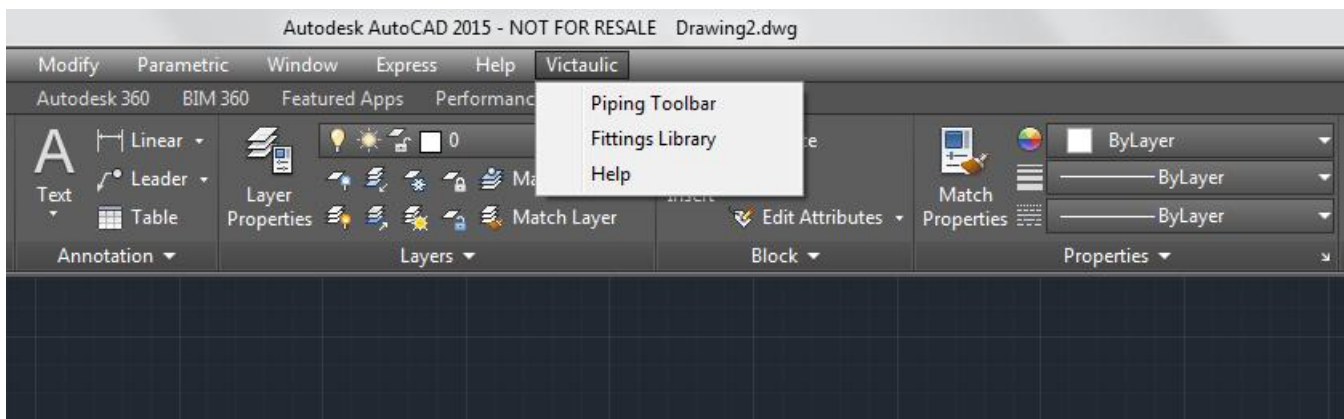 Autodesk AutoCAD 2015 - NOT FOR RESALE Drawing2.dwg
Modify Parametric Window Express Help Victaulic
Autodesk 360 BIM 360 Featured Apps
Piping Toolbar
Fittings Library
Help
A Linear 0 ByLayer
Text Leader ByLayer
Layer Properties Match Properties
Table Match Layer Edit Attributes ByLayer
Annotation Layers Block Properties